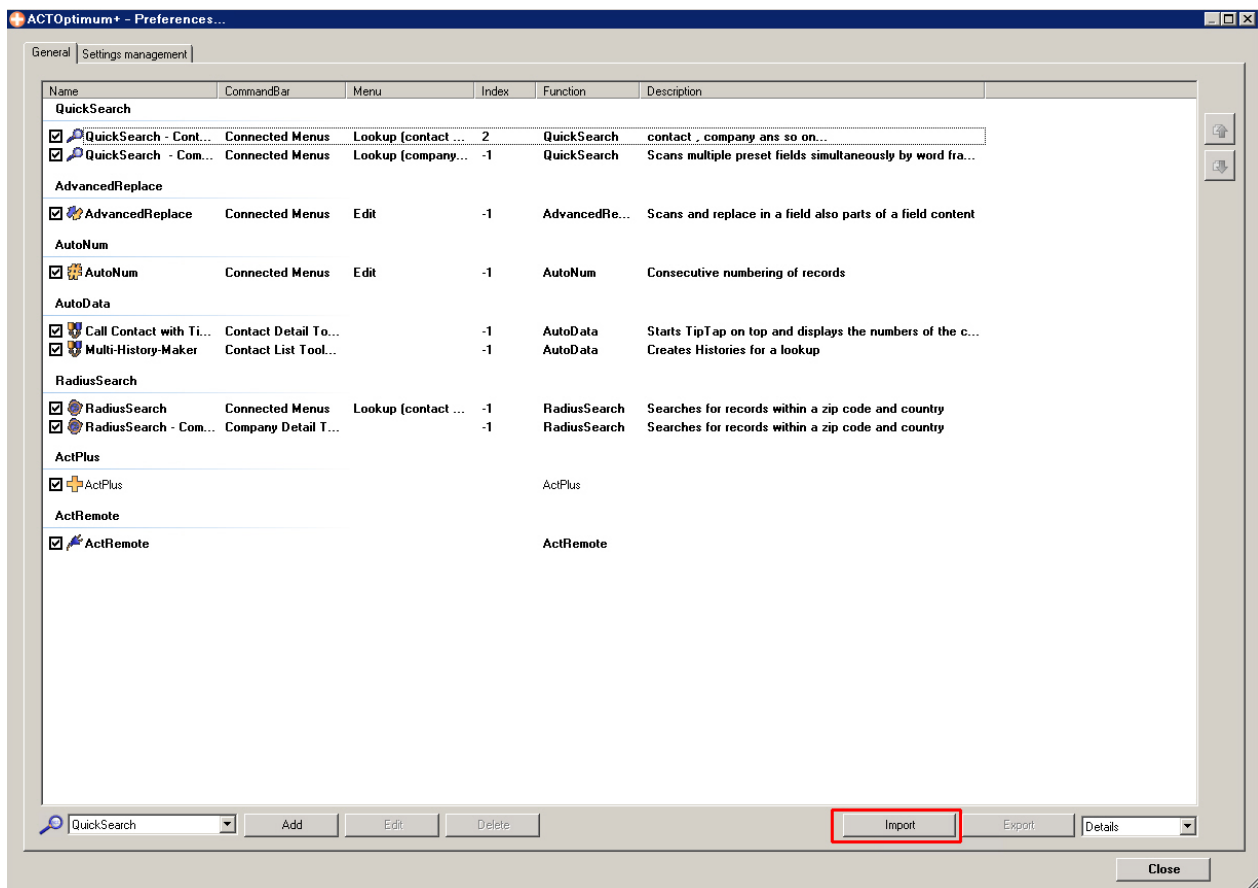 ACTOptimum+ - Preferences...
General Settings management
Name CommandBar Menu Index Function Description
QuickSearch
QuickSearch - Cont... Connected Menus Lookup (contact ... 2 QuickSearch contact , company ans so on...
QuickSearch - Com... Connected Menus Lookup (company... -1 QuickSearch Scans multiple preset fields simultaneously by word fra...
AdvancedReplace
AdvancedReplace Connected Menus Edit -1 AdvancedRe... Scans and replace in a field also parts of a field content
AutoNum
AutoNum Connected Menus Edit -1 AutoNum Consecutive numbering of records
AutoData
Call Contact with Ti... Contact Detail To... -1 AutoData Starts TipTap on top and displays the numbers of the c...
Multi-History-Maker Contact List Tool... -1 AutoData Creates Histories for a lookup
RadiusSearch
RadiusSearch Connected Menus Lookup (contact ... -1 RadiusSearch Searches for records within a zip code and country
RadiusSearch - Com... Company Detail T... -1 RadiusSearch Searches for records within a zip code and country
ActPlus
ActPlus ActPlus
ActRemote
ActRemote ActRemote
QuickSearch Add Edit Delete Import Export Details
Close